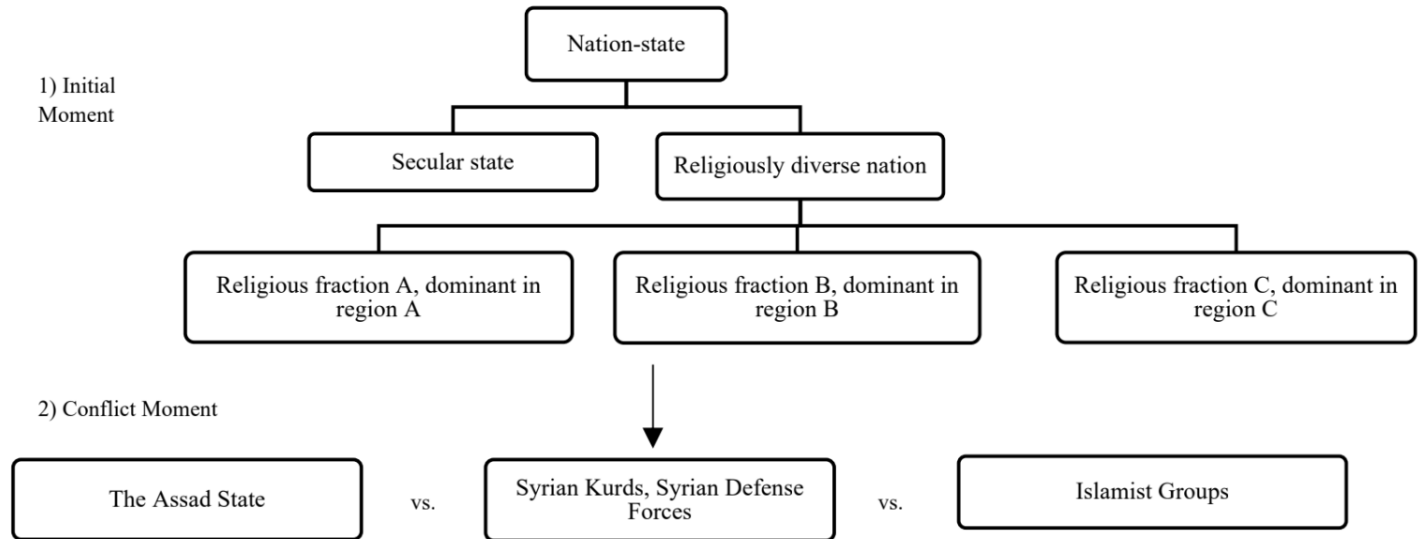 Nation-state
1) Initial
Moment
Secular state
Religiously diverse nation
Religious fraction A, dominant in
region A
Religious fraction B, dominant in
region B
Religious fraction C, dominant in
region C
2) Conflict Moment
The Assad State
vs.
Syrian Kurds, Syrian Defense
Forces
vs.
Islamist Groups